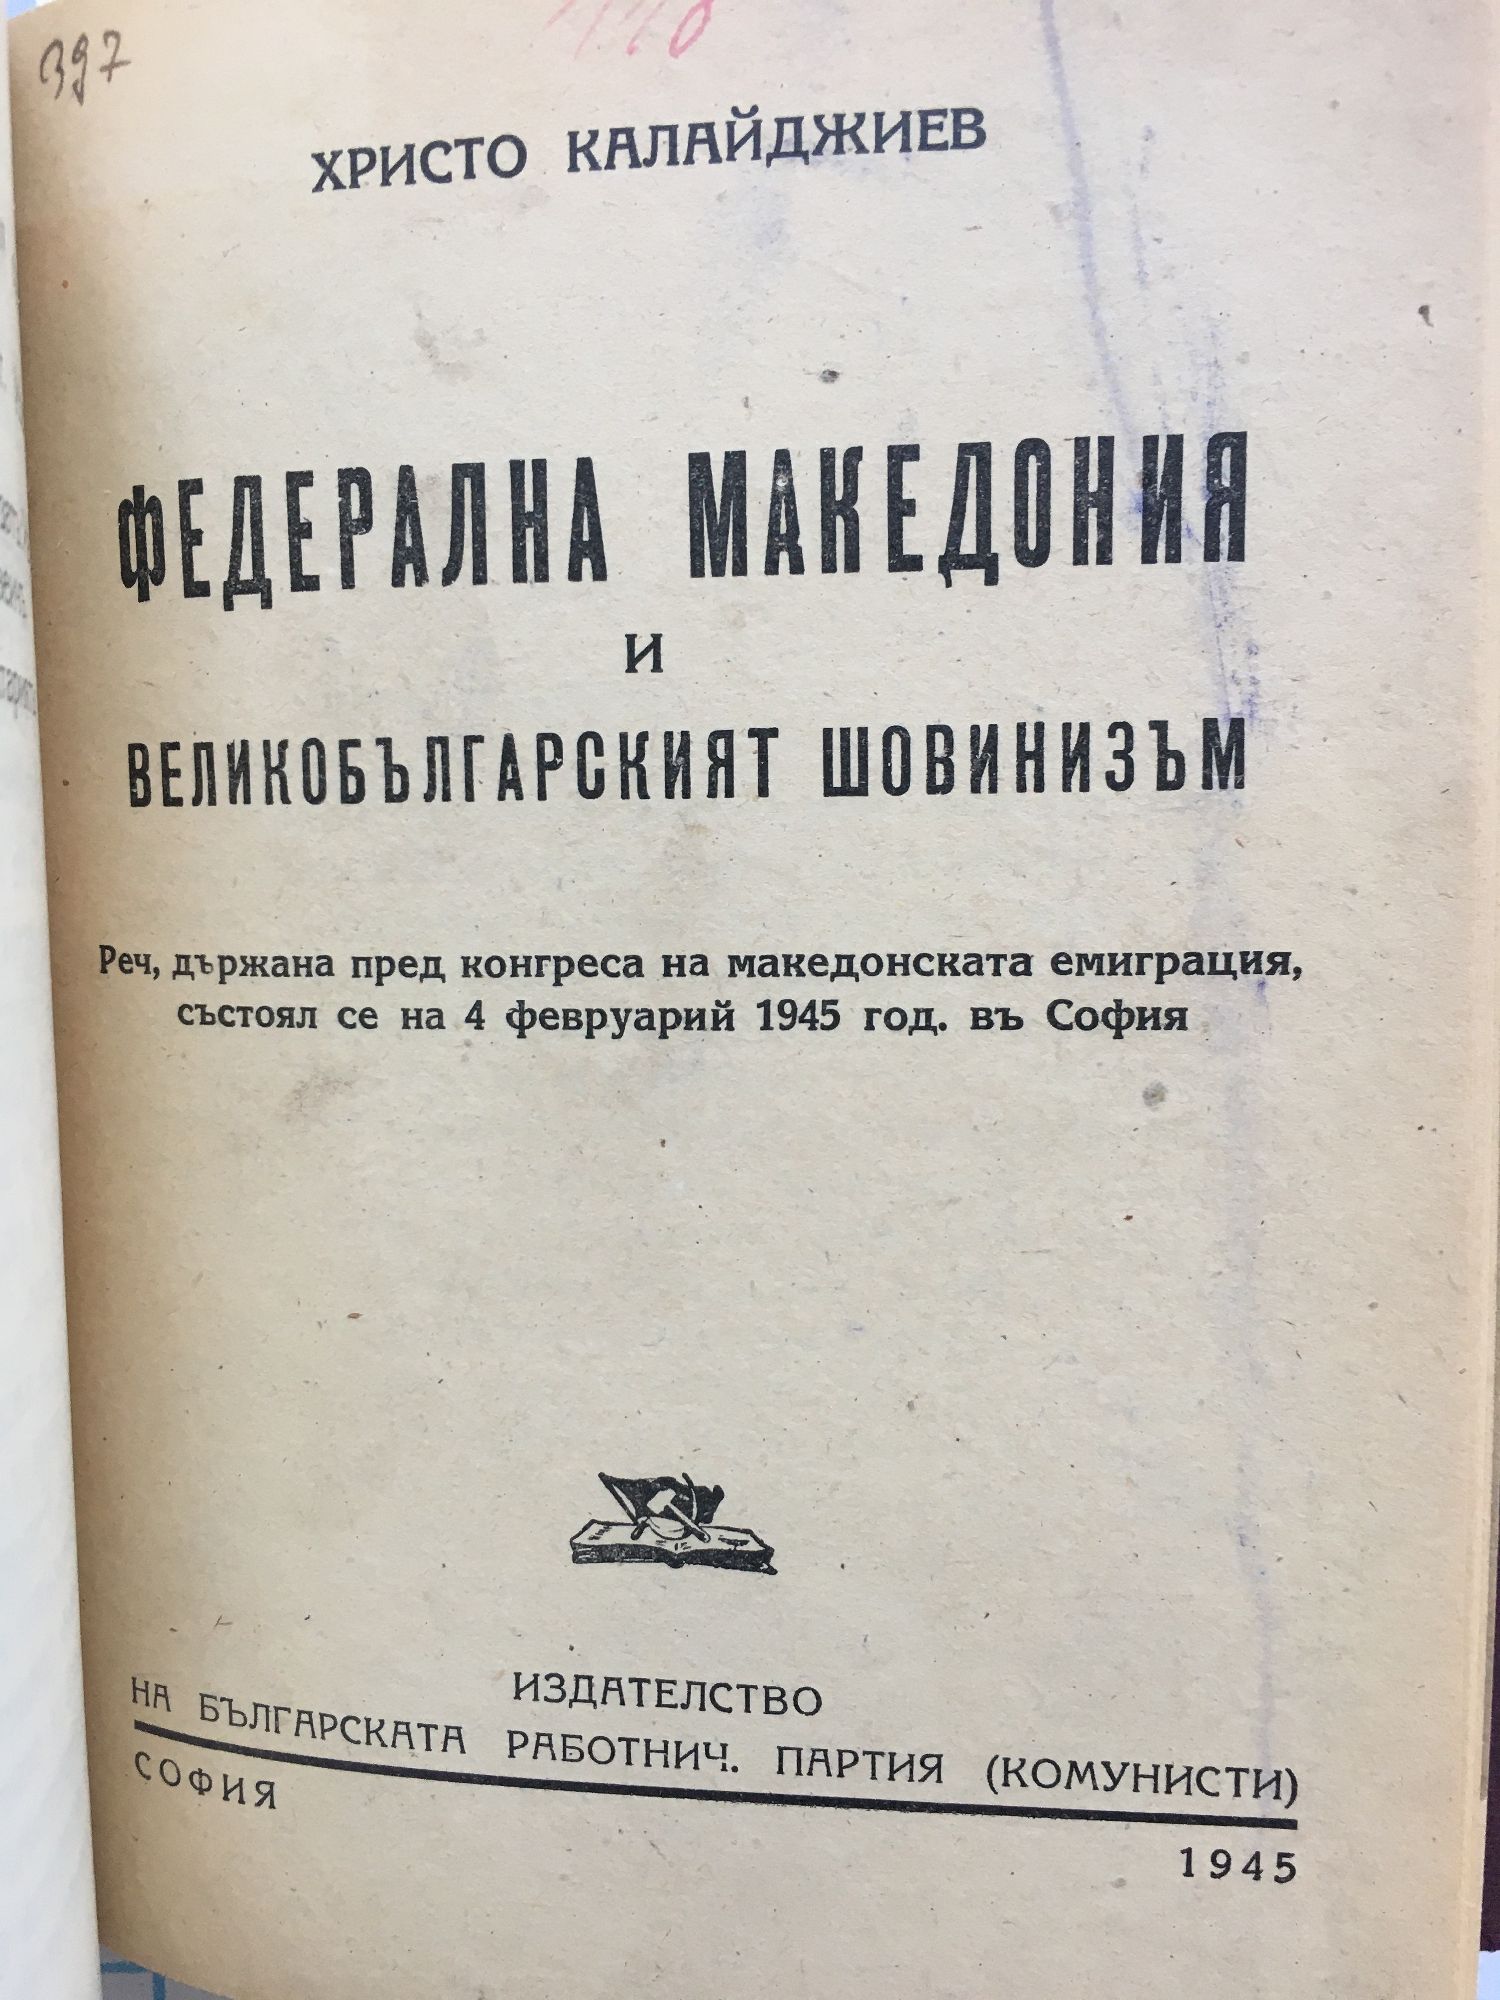 397
ХРИСТО КАЛАЙДЖИЕВ
ФЕДЕРАЛНА МАКЕДОНИЯ
И
ВЕЛИКОБЪЛГАРСКИЯТ ШОВИНИЗЪМ
Реч, държана пред конгреса на македонската емиграция,
състоял се на 4 февруарий 1945 год. въ София
ИЗДАТЕЛСТВО
НА БЪЛГАРСКАТА РАБОТНИЧ. ПАРТИЯ (КОМУНИСТИ)
СОФИЯ
1945